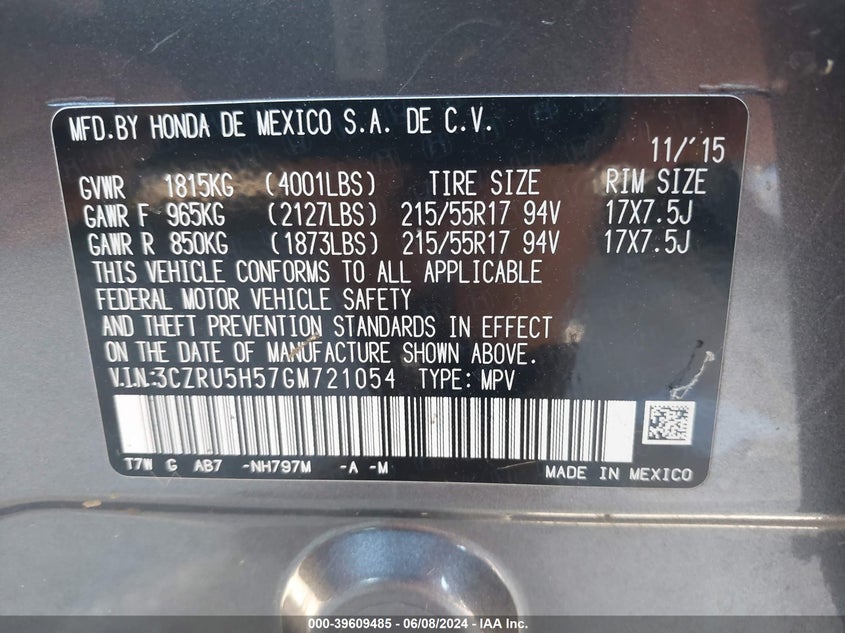 MFD.BY HONDA DE MEXICO S.A. DE C.V.
11/'15
GVWR 1815KG (4001LBS) TIRE SIZE RIM SIZE
GAWR F 965KG (2127LBS) 215/55R17 94V 17X7.5J
GAWR R 850KG (1873LBS) 215/55R17 94V 17X7.5J
THIS VEHICLE CONFORMS TO ALL APPLICABLE
FEDERAL MOTOR VEHICLE SAFETY
AND THEFT PREVENTION STANDARDS IN EFFECT
ON THE DATE OF MANUFACTURE SHOWN ABOVE.
V.I.N:3CZRU5H57GM721054 TYPE: MPV
T7W G AB7 -NH797M -A -M
MADE IN MEXICO
000-39609485 - 06/08/2024 - IAA Inc.